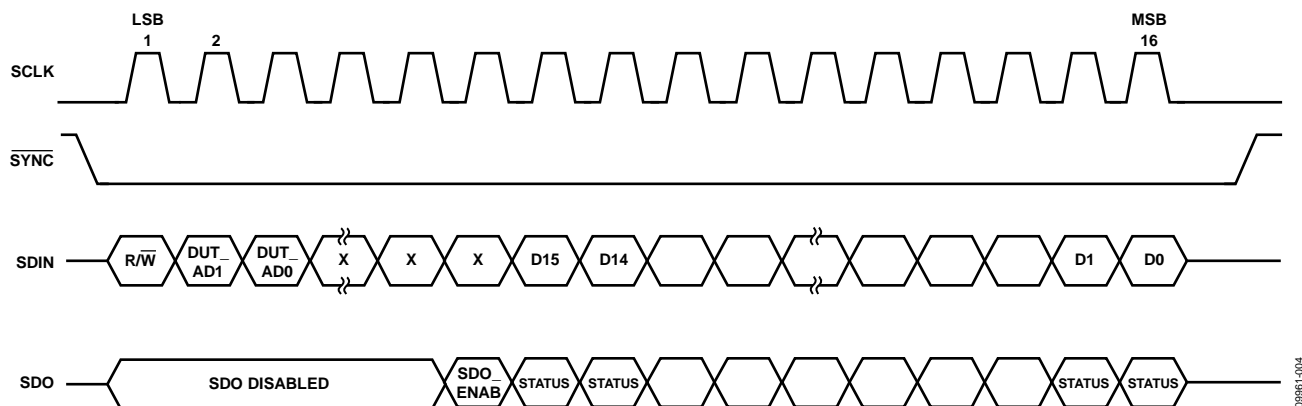 LSB MSB
1 2 16
SCLK
SYNC
SDIN R/W DUT_ DUT_ X X X D15 D14 D1 D0
AD1 AD0
SDO SDO DISABLED SDO_ STATUS STATUS STATUS STATUS
ENAB
09961-004